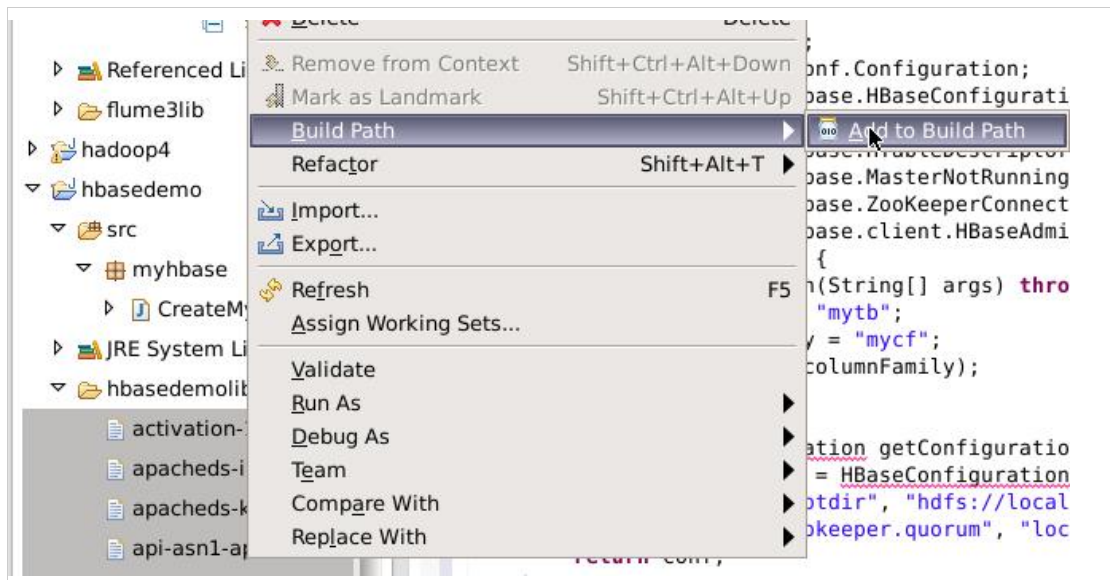 Delete Delete
Referenced Li
flume3lib
hadoop4
hbasedemo
src
myhbase
CreateMy
JRE System Li
hbasedemolib
activation-
apacheds-i
apacheds-k
api-asn1-ap
Remove from Context Shift+Ctrl+Alt+Down
Mark as Landmark Shift+Ctrl+Alt+Up
Build Path
Refactor Shift+Alt+T
Import...
Export...
Refresh F5
Assign Working Sets...
Validate
Run As
Debug As
Team
Compare With
Replace With
Add to Build Path
;
onf.Configuration;
base.HBaseConfigurati
base.HTableDescriptor
base.MasterNotRunning
base.ZooKeeperConnect
base.client.HBaseAdmi
{
n(String[] args) thro
"mytb";
y = "mycf";
columnFamily);
ation getConfiguratio
= HBaseConfiguration
otdir", "hdfs://local
okeeper.quorum", "loc
return conf;